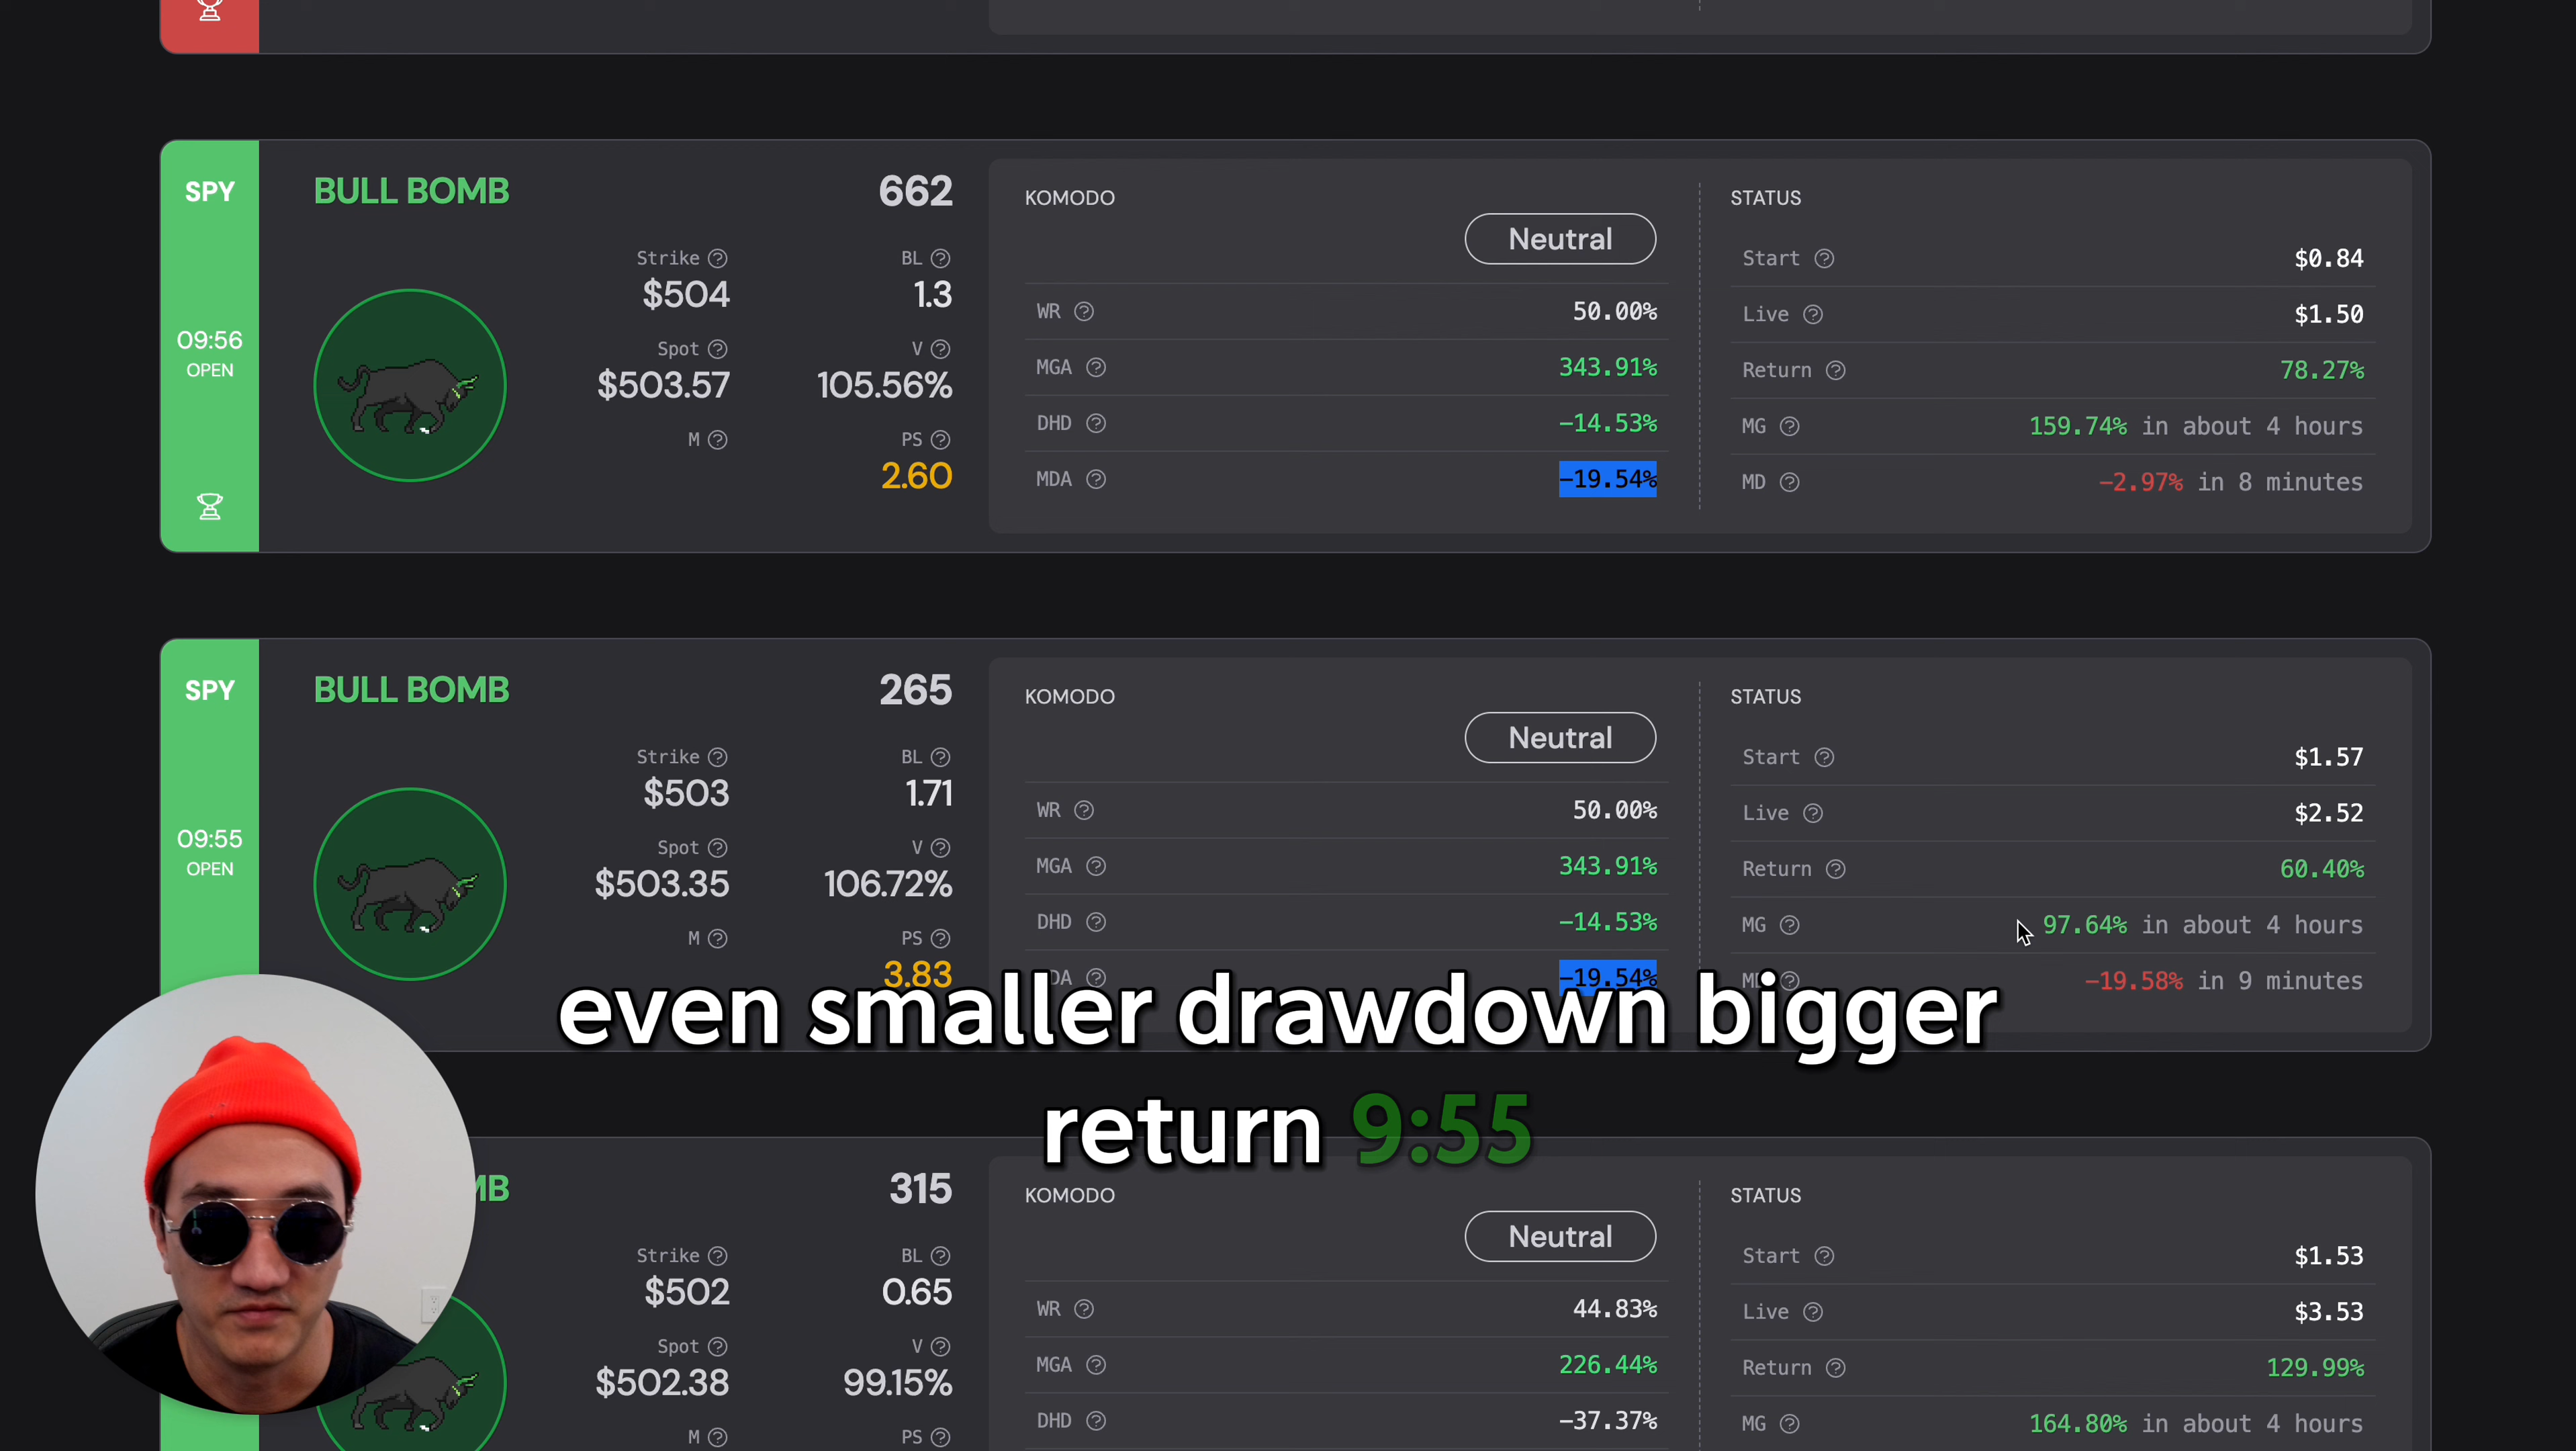 SPY
09:56
OPEN
BULL BOMB
662
Strike
$504
BL
1.3
Spot
$503.57
V
105.56%
M
PS
2.60
KOMODO
Neutral
WR 50.00%
MGA 343.91%
DHD -14.53%
MDA -19.54%
STATUS
Start $0.84
Live $1.50
Return 78.27%
MG 159.74% in about 4 hours
MD -2.97% in 8 minutes
SPY
09:55
OPEN
BULL BOMB
265
Strike
$503
BL
1.71
Spot
$503.35
V
106.72%
M
PS
3.83
KOMODO
Neutral
WR 50.00%
MGA 343.91%
DHD -14.53%
DA -19.54%
STATUS
Start $1.57
Live $2.52
Return 60.40%
MG 97.64% in about 4 hours
MD -19.58% in 9 minutes
even smaller drawdown bigger
return 9:55
MB
315
Strike
$502
BL
0.65
Spot
$502.38
V
99.15%
M
PS
KOMODO
Neutral
WR 44.83%
MGA 226.44%
DHD -37.37%
STATUS
Start $1.53
Live $3.53
Return 129.99%
MG 164.80% in about 4 hours